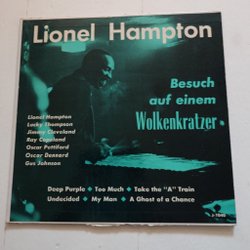 Lionel Hampton
Besuch
auf einem
Wolkenkratzer
Lionel Hampton
Lucky Thompson
Jimmy Cleveland
Ray Copeland
Oscar Pettiford
Oscar Dennard
Gus Johnson
Deep Purple ◆ Too Much ◆ Take the "A" Train
Undecided ◆ My Man ◆ A Ghost of a Chance